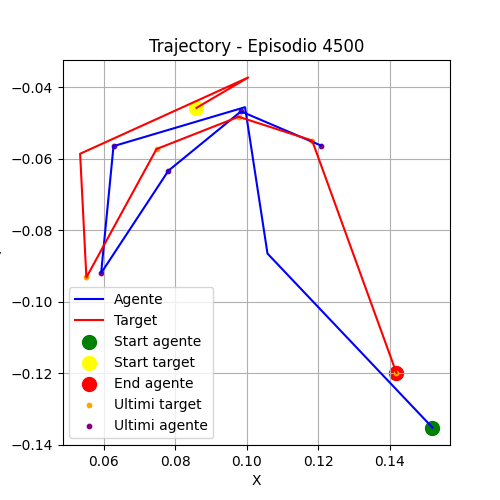 Trajectory - Episodio 4500
−0.04
−0.06
−0.08
−0.10
−0.12
−0.14
Agente
Target
Start agente
Start target
End agente
Ultimi target
Ultimi agente
0.06 0.08 0.10 0.12 0.14
X